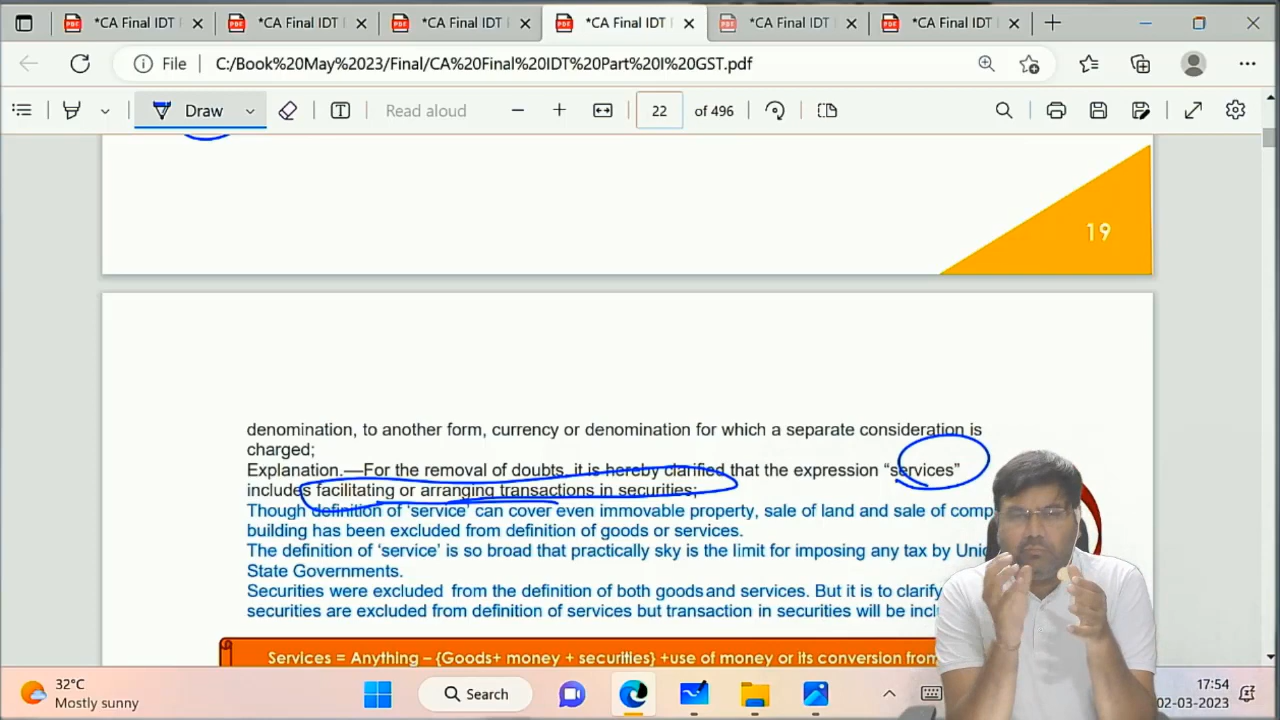 *CA Final IDT
*CA Final IDT
*CA Final IDT
*CA Final IDT
*CA Final IDT
*CA Final IDT
File
C:/Book%20May%202023/Final/CA%20Final%20IDT%20Part%20I%20GST.pdf
Draw
Read aloud
22
of 496
19
denomination, to another form, currency or denomination for which a separate consideration is
charged;
Explanation.—For the removal of doubts, it is hereby clarified that the expression “services”
includes facilitating or arranging transactions in securities;
Though definition of ‘service’ can cover even immovable property, sale of land and sale of
building has been excluded from definition of goods or services.
The definition of ‘service’ is so broad that practically sky is the limit for imposing any tax by
State Governments.
Securities were excluded from the definition of both goods and services. But it is to clarify
securities are excluded from definition of services but transaction in securities will be
Services = Anything – {Goods+ money + securities} +use of money or its conversion from
32°C
Mostly sunny
Search
17:54
02-03-2023